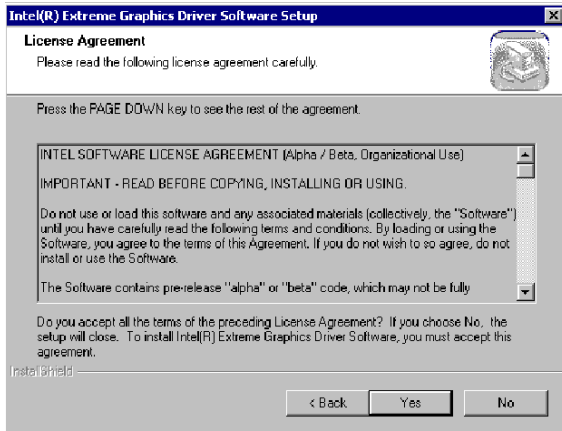 Intel(R) Extreme Graphics Driver Software Setup
License Agreement
Please read the following license agreement carefully.
Press the PAGE DOWN key to see the rest of the agreement.
INTEL SOFTWARE LICENSE AGREEMENT (Alpha / Beta, Organizational Use)
IMPORTANT - READ BEFORE COPYING, INSTALLING OR USING.
Do not use or load this software and any associated materials (collectively, the "Software")
until you have carefully read the following terms and conditions. By loading or using the
Software, you agree to the terms of this Agreement. If you do not wish to so agree, do not
install or use the Software.
The Software contains pre-release "alpha" or "beta" code, which may not be fully
Do you accept all the terms of the preceding License Agreement? If you choose No, the
setup will close. To install Intel(R) Extreme Graphics Driver Software, you must accept this
agreement.
InstallShield
< Back
Yes
No